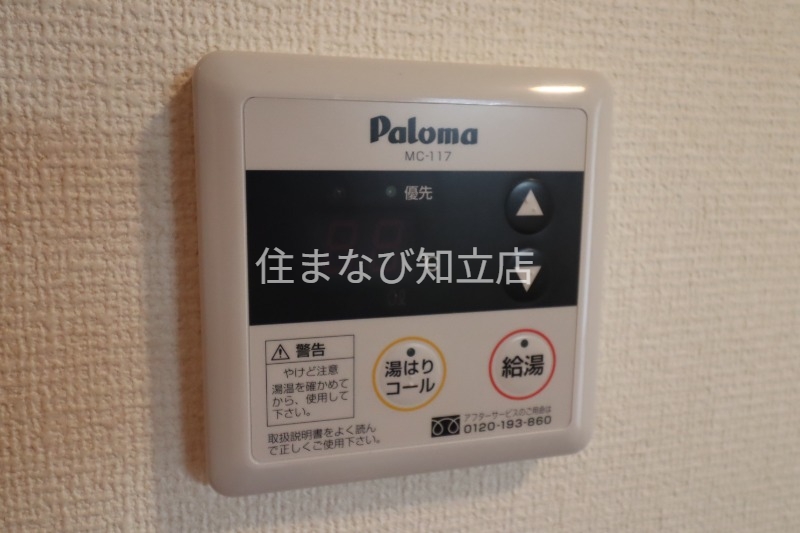 Paloma
MC-117
優先
住まなび知立店
警告
やけど注意
湯温を確かめて
から、使用して
下さい。
取扱説明書をよく読ん
で正しくご使用下さい。
湯はり
コール
給湯
アフターサービスのご用命は
0120-193-860